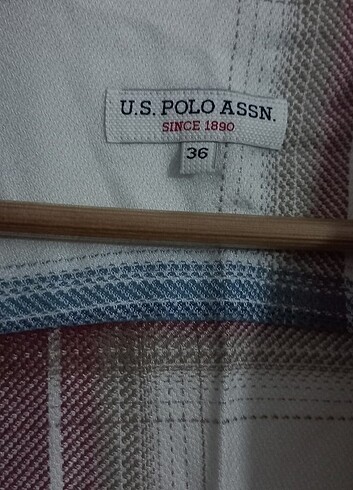 U.S. POLO ASSN.
SINCE 1890
36